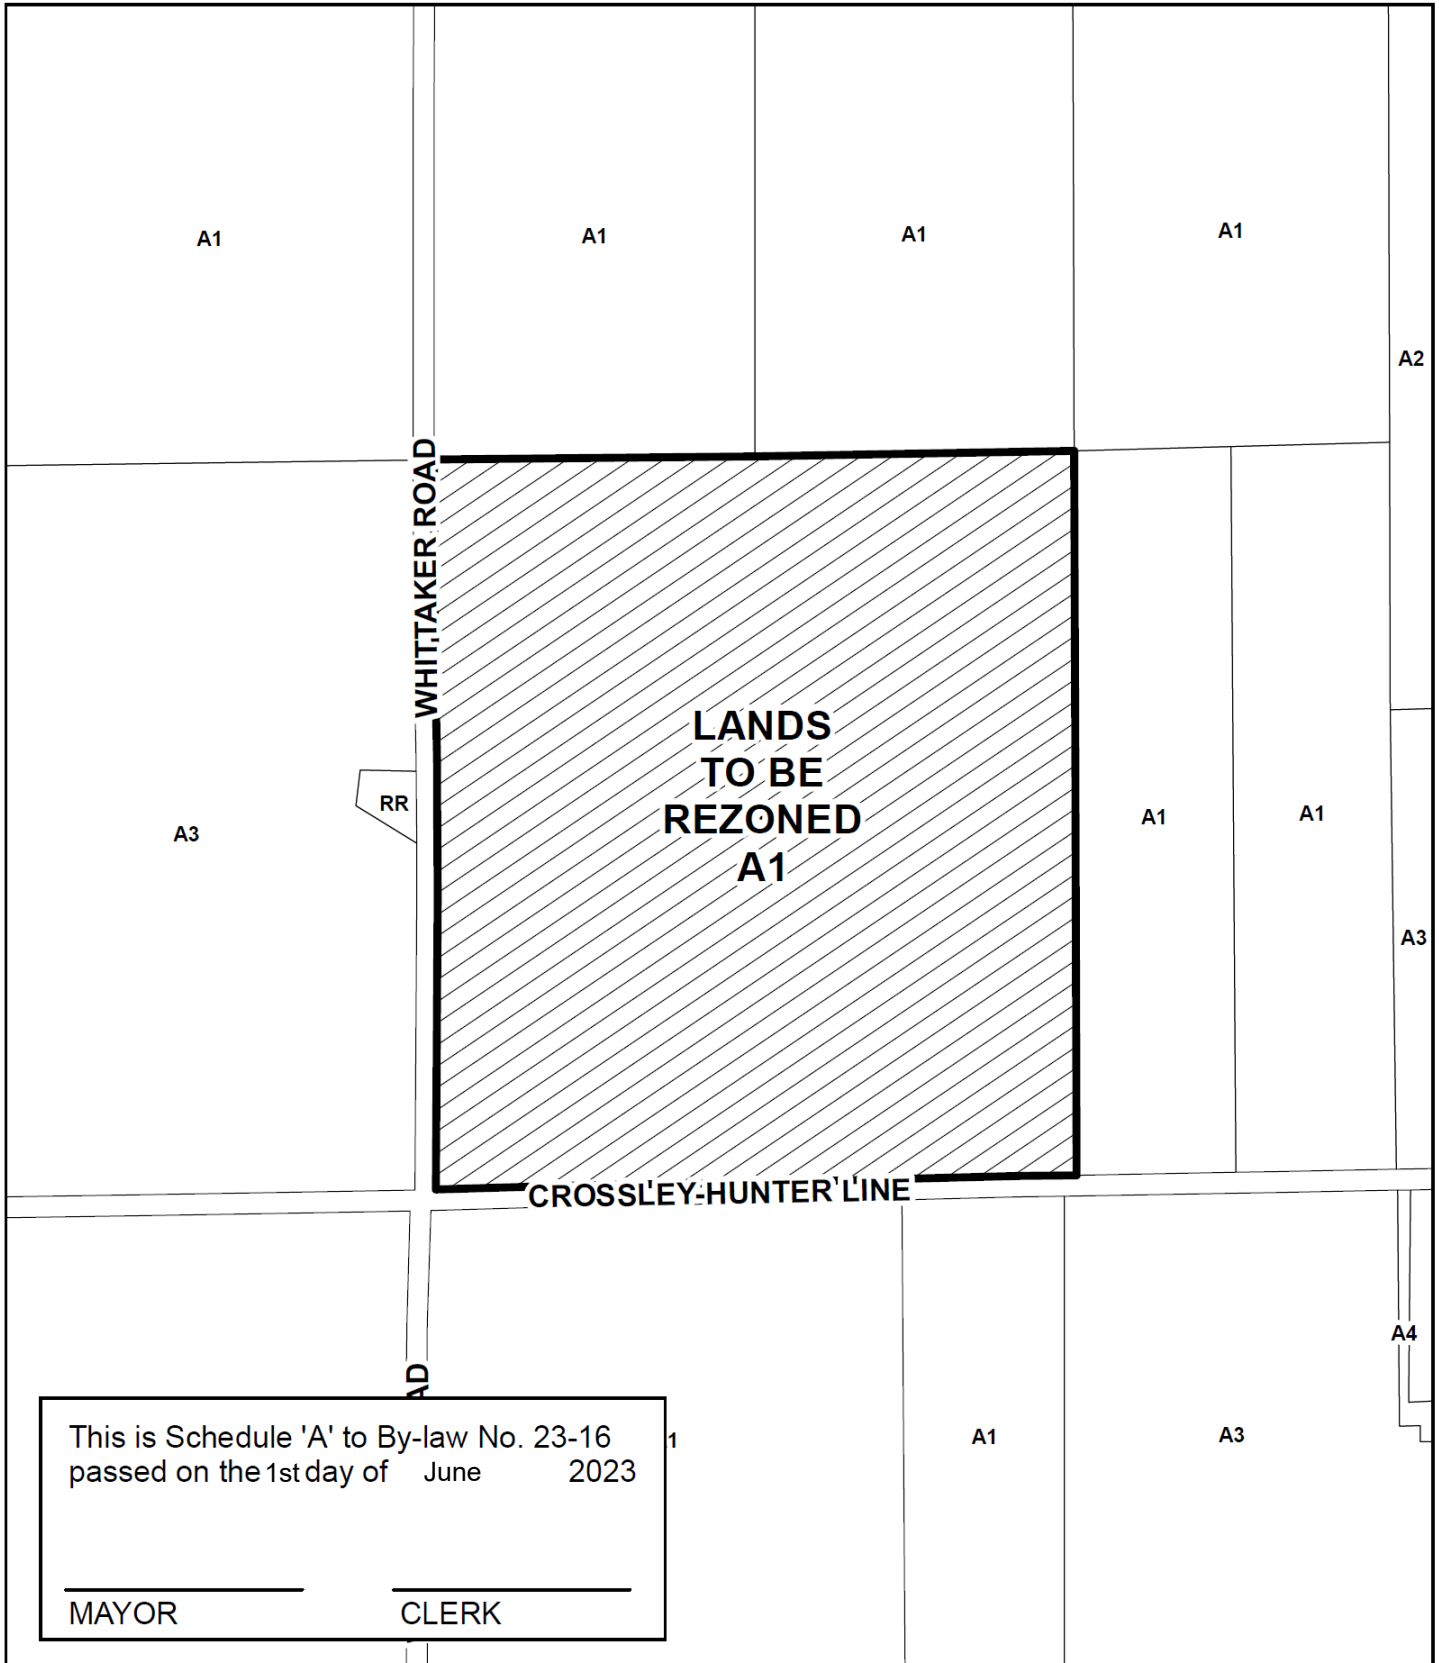 A1
A1
A1
A1
A2
WHITTAKER ROAD
LANDS
TO BE
REZONED
A1
RR
A3
A1
A1
A3
CROSSLEY-HUNTER LINE
A4
A1
A3
This is Schedule 'A' to By-law No. 23-16
passed on the 1st day of June 2023
MAYOR
CLERK